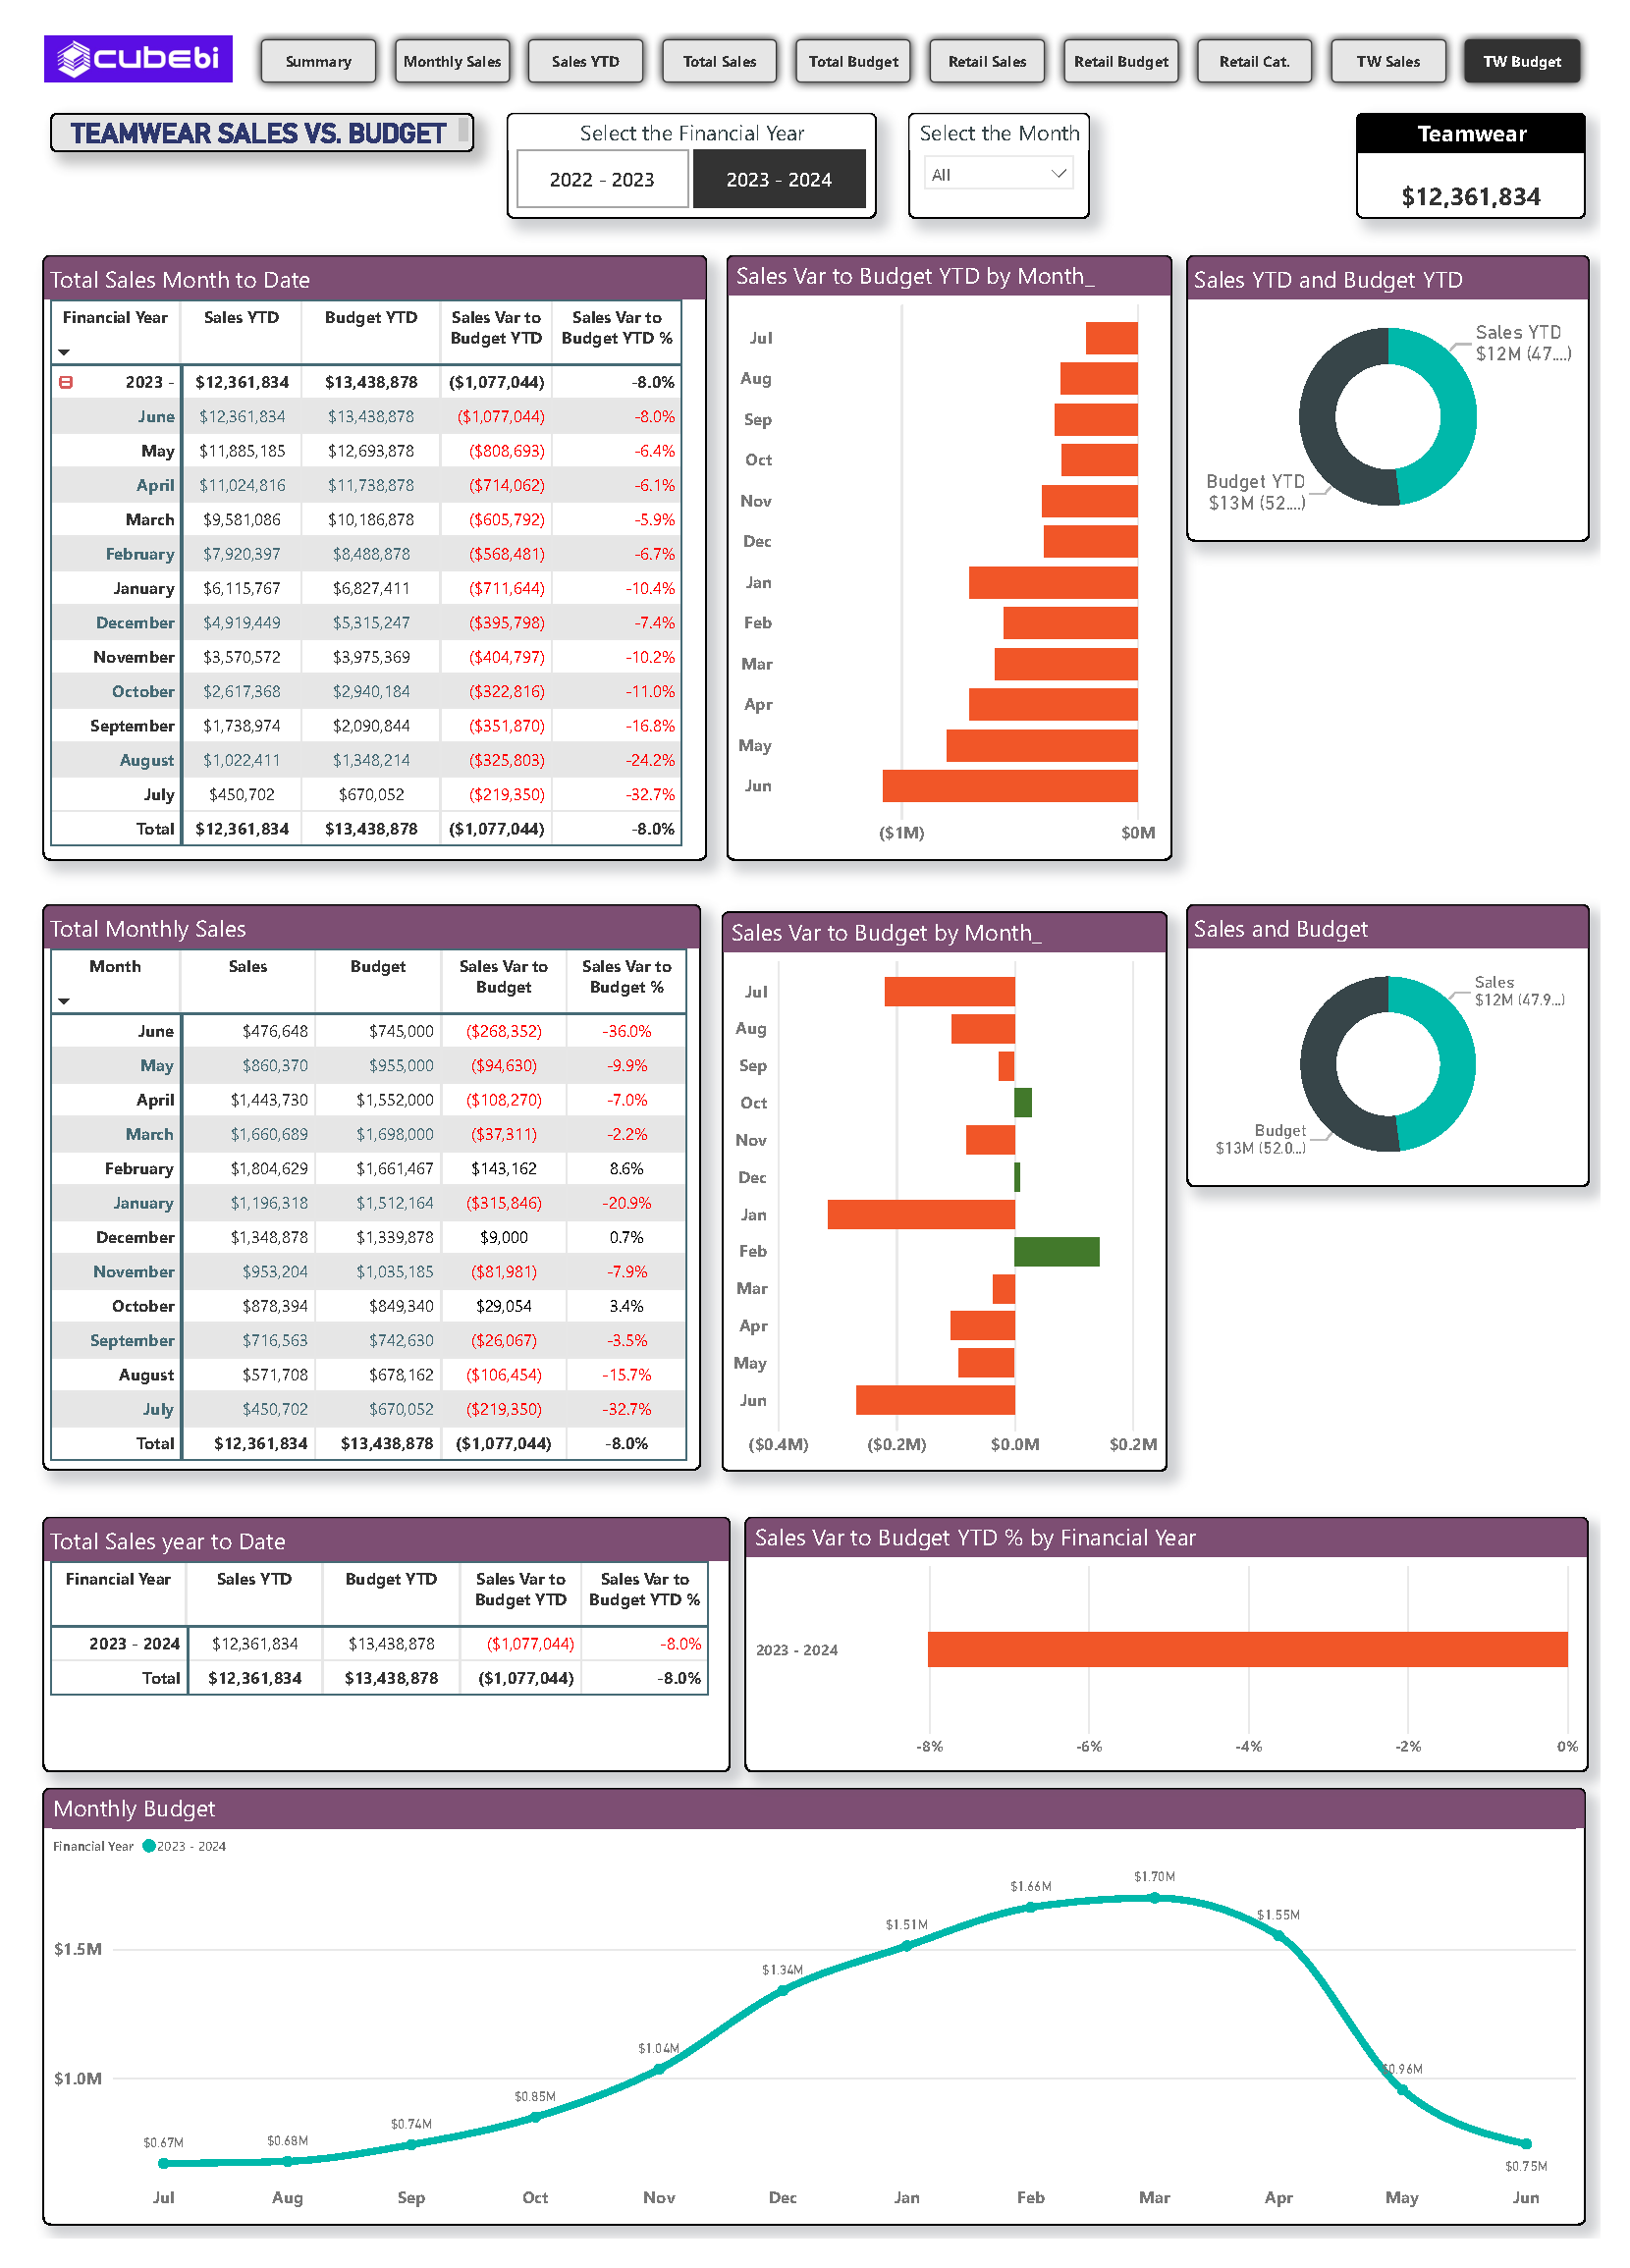 cubebi
Summary Monthly Sales Sales YTD Total Sales Total Budget Retail Sales Retail Budget Retail Cat. TW Sales TW Budget
TEAMWEAR SALES VS. BUDGET
Select the Financial Year
2022 - 2023 2023 - 2024
Select the Month
All
Teamwear
$12,361,834
Total Sales Month to Date
Financial Year Sales YTD Budget YTD Sales Var to Budget YTD Sales Var to Budget YTD %
2023 - $12,361,834 $13,438,878 ($1,077,044) -8.0%
June $12,361,834 $13,438,878 ($1,077,044) -8.0%
May $11,885,185 $12,693,878 ($808,693) -6.4%
April $11,024,816 $11,738,878 ($714,062) -6.1%
March $9,581,086 $10,186,878 ($605,792) -5.9%
February $7,920,397 $8,488,878 ($568,481) -6.7%
January $6,115,767 $6,827,411 ($711,644) -10.4%
December $4,919,449 $5,315,247 ($395,798) -7.4%
November $3,570,572 $3,975,369 ($404,797) -10.2%
October $2,617,368 $2,940,184 ($322,816) -11.0%
September $1,738,974 $2,090,844 ($351,870) -16.8%
August $1,022,411 $1,348,214 ($325,803) -24.2%
July $450,702 $670,052 ($219,350) -32.7%
Total $12,361,834 $13,438,878 ($1,077,044) -8.0%
Sales Var to Budget YTD by Month_
Jul
Aug
Sep
Oct
Nov
Dec
Jan
Feb
Mar
Apr
May
Jun
($1M) $0M
Sales YTD and Budget YTD
Sales YTD
$12M (47....)
Budget YTD
$13M (52....)
Total Monthly Sales
Month Sales Budget Sales Var to Budget Sales Var to Budget %
June $476,648 $745,000 ($268,352) -36.0%
May $860,370 $955,000 ($94,630) -9.9%
April $1,443,730 $1,552,000 ($108,270) -7.0%
March $1,660,689 $1,698,000 ($37,311) -2.2%
February $1,804,629 $1,661,467 $143,162 8.6%
January $1,196,318 $1,512,164 ($315,846) -20.9%
December $1,348,878 $1,339,878 $9,000 0.7%
November $953,204 $1,035,185 ($81,981) -7.9%
October $878,394 $849,340 $29,054 3.4%
September $716,563 $742,630 ($26,067) -3.5%
August $571,708 $678,162 ($106,454) -15.7%
July $450,702 $670,052 ($219,350) -32.7%
Total $12,361,834 $13,438,878 ($1,077,044) -8.0%
Sales Var to Budget by Month_
Jul
Aug
Sep
Oct
Nov
Dec
Jan
Feb
Mar
Apr
May
Jun
($0.4M) ($0.2M) $0.0M $0.2M
Sales and Budget
Sales
$12M (47.9...)
Budget
$13M (52.0...)
Total Sales year to Date
Financial Year Sales YTD Budget YTD Sales Var to Budget YTD Sales Var to Budget YTD %
2023 - 2024 $12,361,834 $13,438,878 ($1,077,044) -8.0%
Total $12,361,834 $13,438,878 ($1,077,044) -8.0%
Sales Var to Budget YTD % by Financial Year
2023 - 2024
-8% -6% -4% -2% 0%
Monthly Budget
Financial Year 2023 - 2024
$1.5M
$1.0M
$0.67M $0.68M $0.74M $0.85M $1.04M $1.34M $1.51M $1.66M $1.70M $1.55M $0.96M $0.75M
Jul Aug Sep Oct Nov Dec Jan Feb Mar Apr May Jun